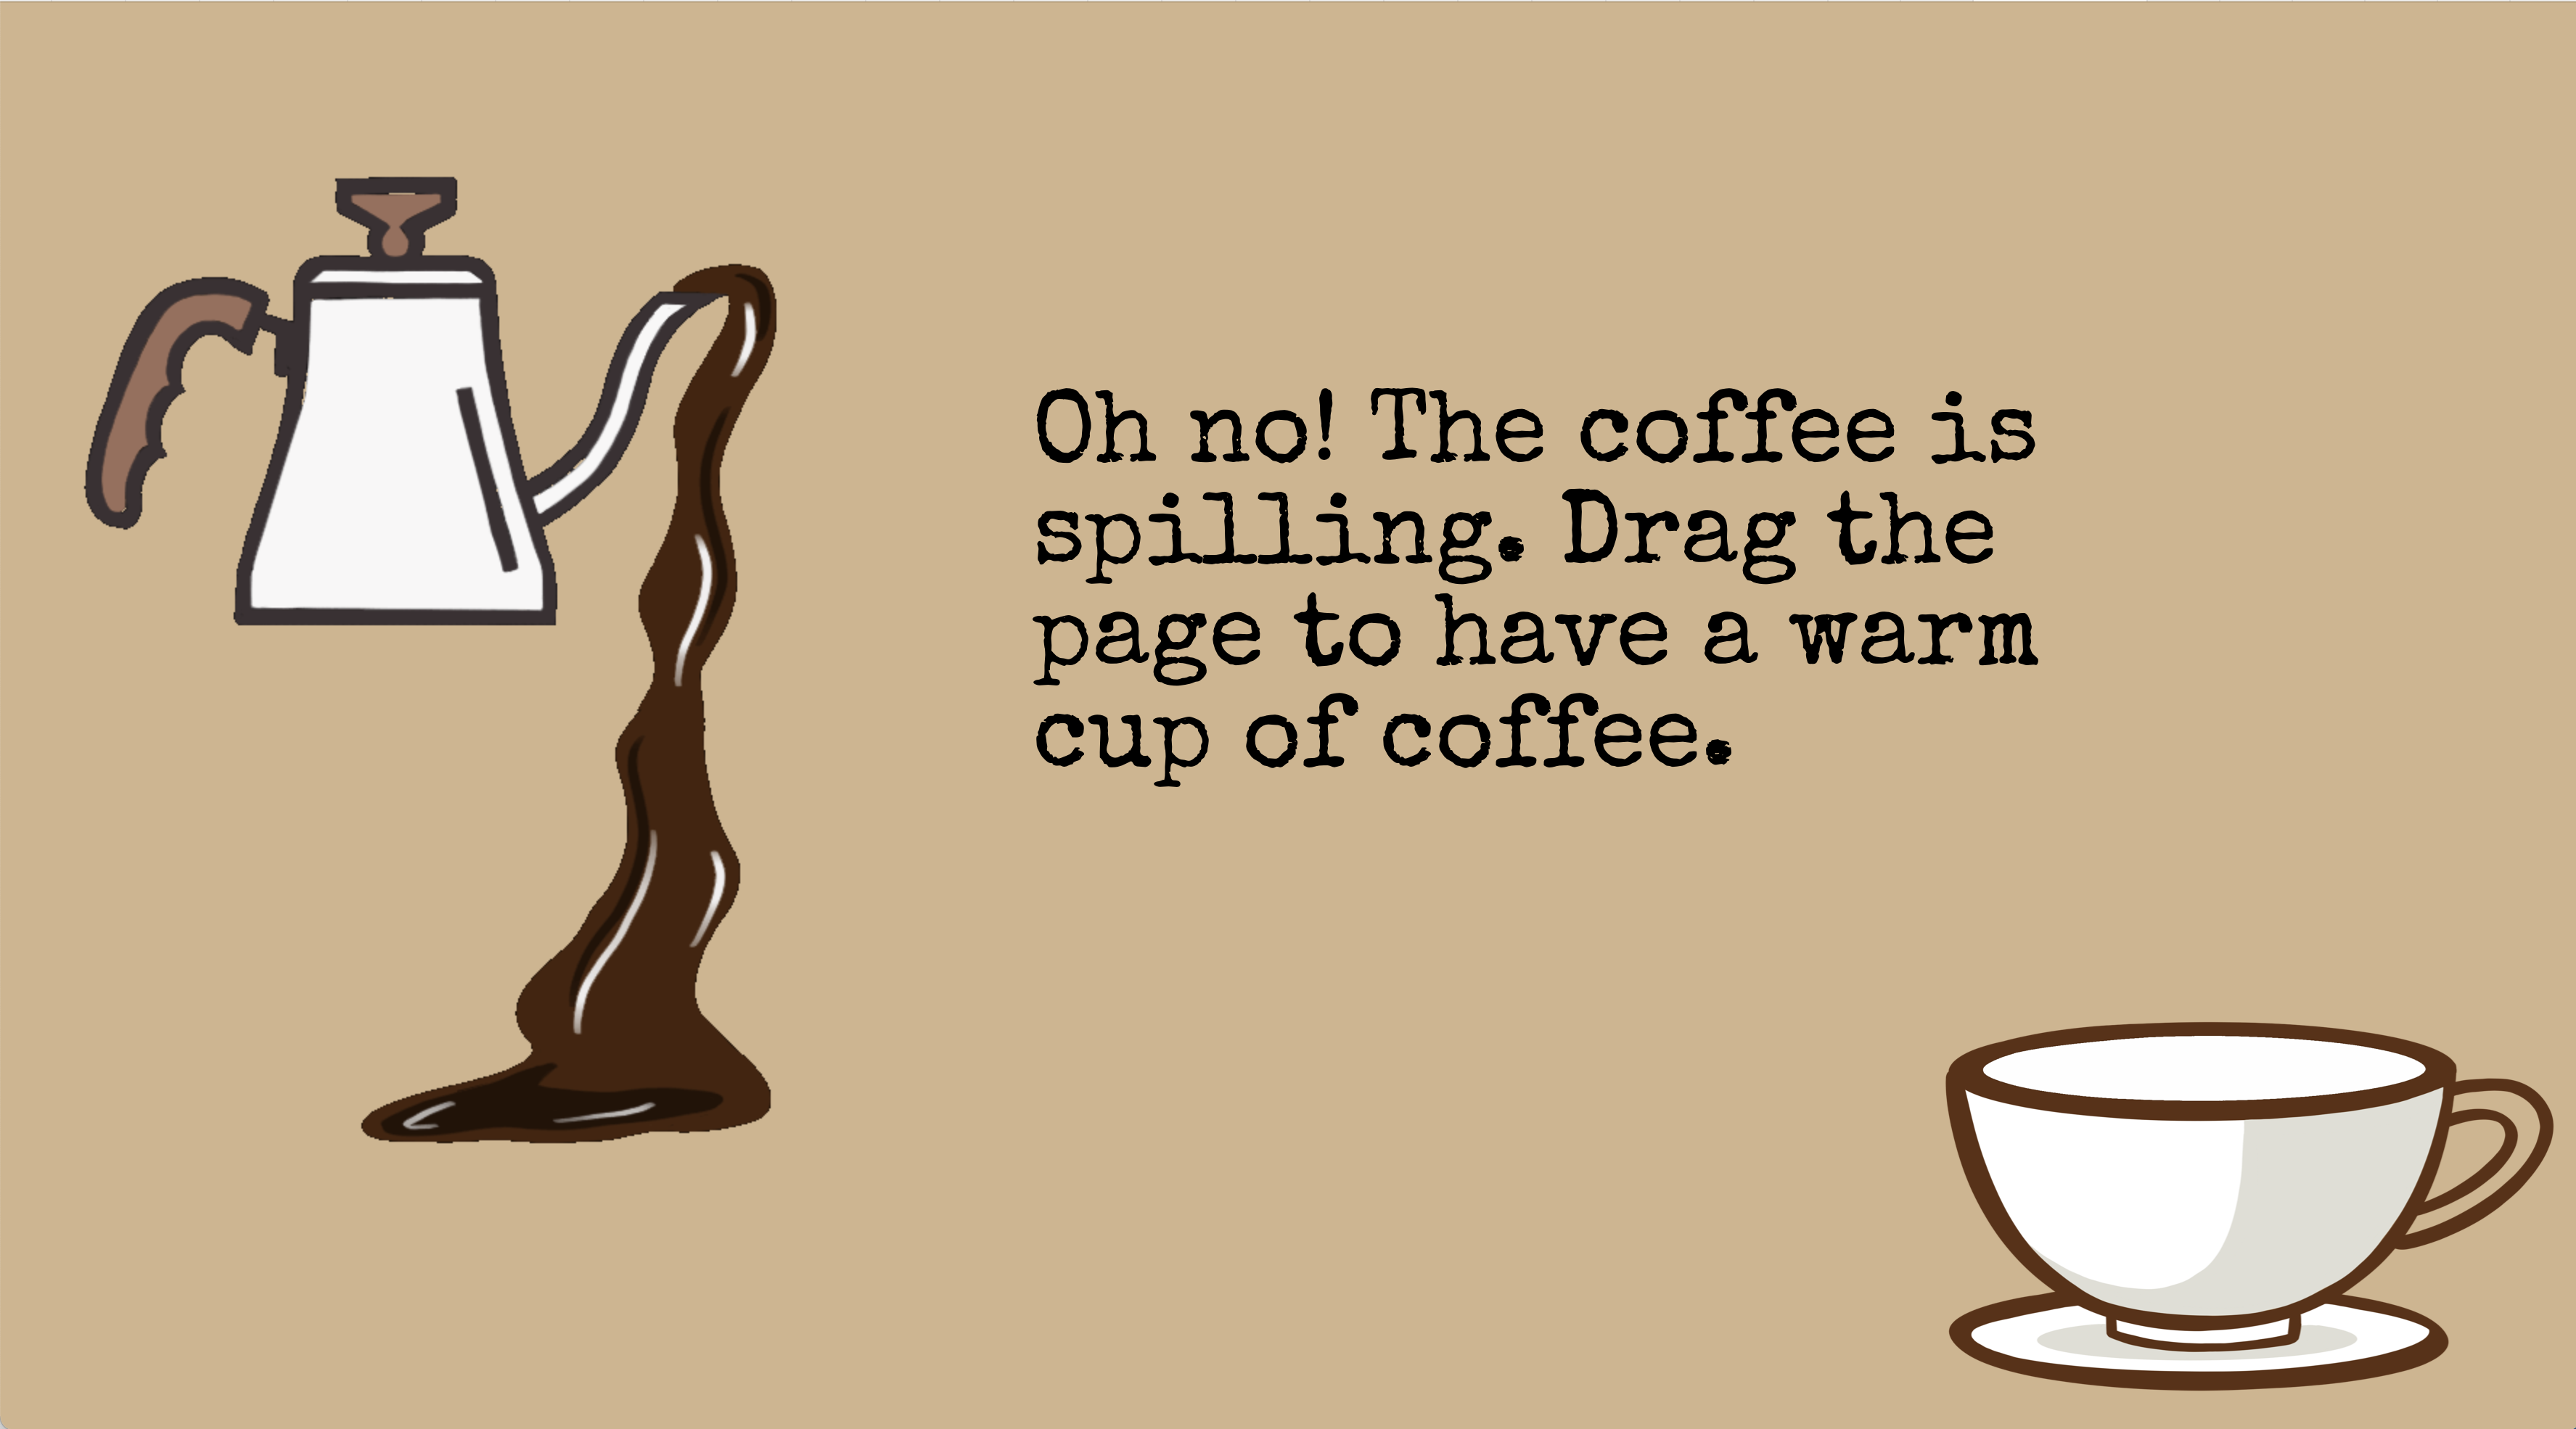 Oh no! The coffee is
spilling. Drag the
page to have a warm
cup of coffee.